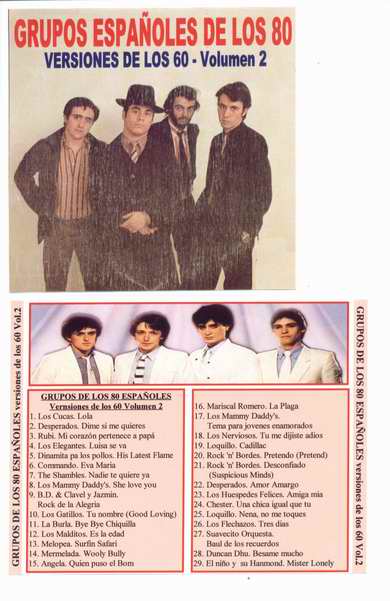 GRUPOS ESPAÑOLES DE LOS 80
VERSIONES DE LOS 60 - Volumen 2
GRUPOS DE LOS 80 ESPAÑOLES versiones de los 60 Vol.2
GRUPOS DE LOS 80 ESPAÑOLES
Vernsiones de los 60 Volumen 2
1. Los Cucas. Lola
2. Desperados. Dime si me quieres
3. Rubi. Mi corazón pertenece a papá
4. Los Elegantes. Luisa se va
5. Dinamita pa los pollos. His Latest Flame
6. Commando. Eva Maria
7. The Shambles. Nadie te quiere ya
8. Los Mammy Daddy's. She love you
9. B.D. & Clavel y Jazmin.
Rock de la Alegria
10. Los Gatillos. Tu nombre (Good Loving)
11. La Burla. Bye Bye Chiquilla
12. Los Malditos. Es la edad
13. Melopea. Surfin Safari
14. Mermelada. Wooly Bully
15. Angela. Quien puso el Bom
16. Mariscal Romero. La Plaga
17. Los Mammy Daddy's.
Tema para jovenes enamorados
18. Los Nerviosos. Tu me dijiste adios
19. Loquillo. Cadillac
20. Rock 'n' Bordes. Pretendo (Pretend)
21. Rock 'n' Bordes. Desconfiado
(Suspicious Minds)
22. Desperados. Amor Amargo
23. Los Huespedes Felices. Amiga mia
24. Chester. Una chica igual que tu
25. Loquillo. Nena, no me toques
26. Los Flechazos. Tres días
27. Suavecito Orquesta.
Baul de los recuerdos
28. Duncan Dhu. Besame mucho
29. El niño y su Hanmond. Mister Lonely
GRUPOS DE LOS 80 ESPAÑOLES versiones de los 60 Vol.2